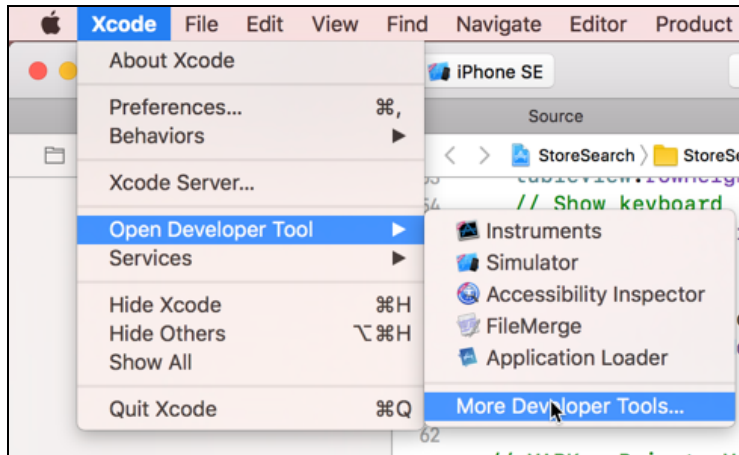 Xcode File Edit View Find Navigate Editor Product
About Xcode
iPhone SE
Preferences... ⌘,
Source
Behaviors
StoreSearch
Xcode Server...
54 // Show keyboard
Open Developer Tool
Instruments
Services
Simulator
Accessibility Inspector
Hide Xcode ⌘H
FileMerge
Hide Others ⌥⌘H
Application Loader
Show All
Quit Xcode ⌘Q
More Developer Tools...
62